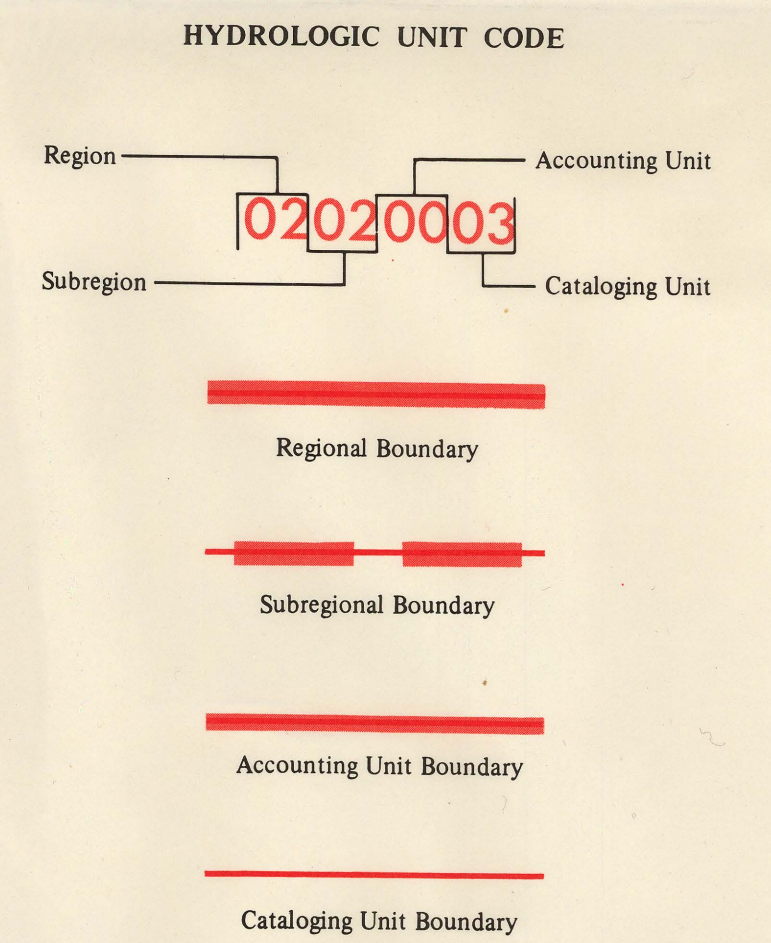 HYDROLOGIC UNIT CODE
Region
Accounting Unit
02020003
Subregion
Cataloging Unit
Regional Boundary
Subregional Boundary
Accounting Unit Boundary
Cataloging Unit Boundary